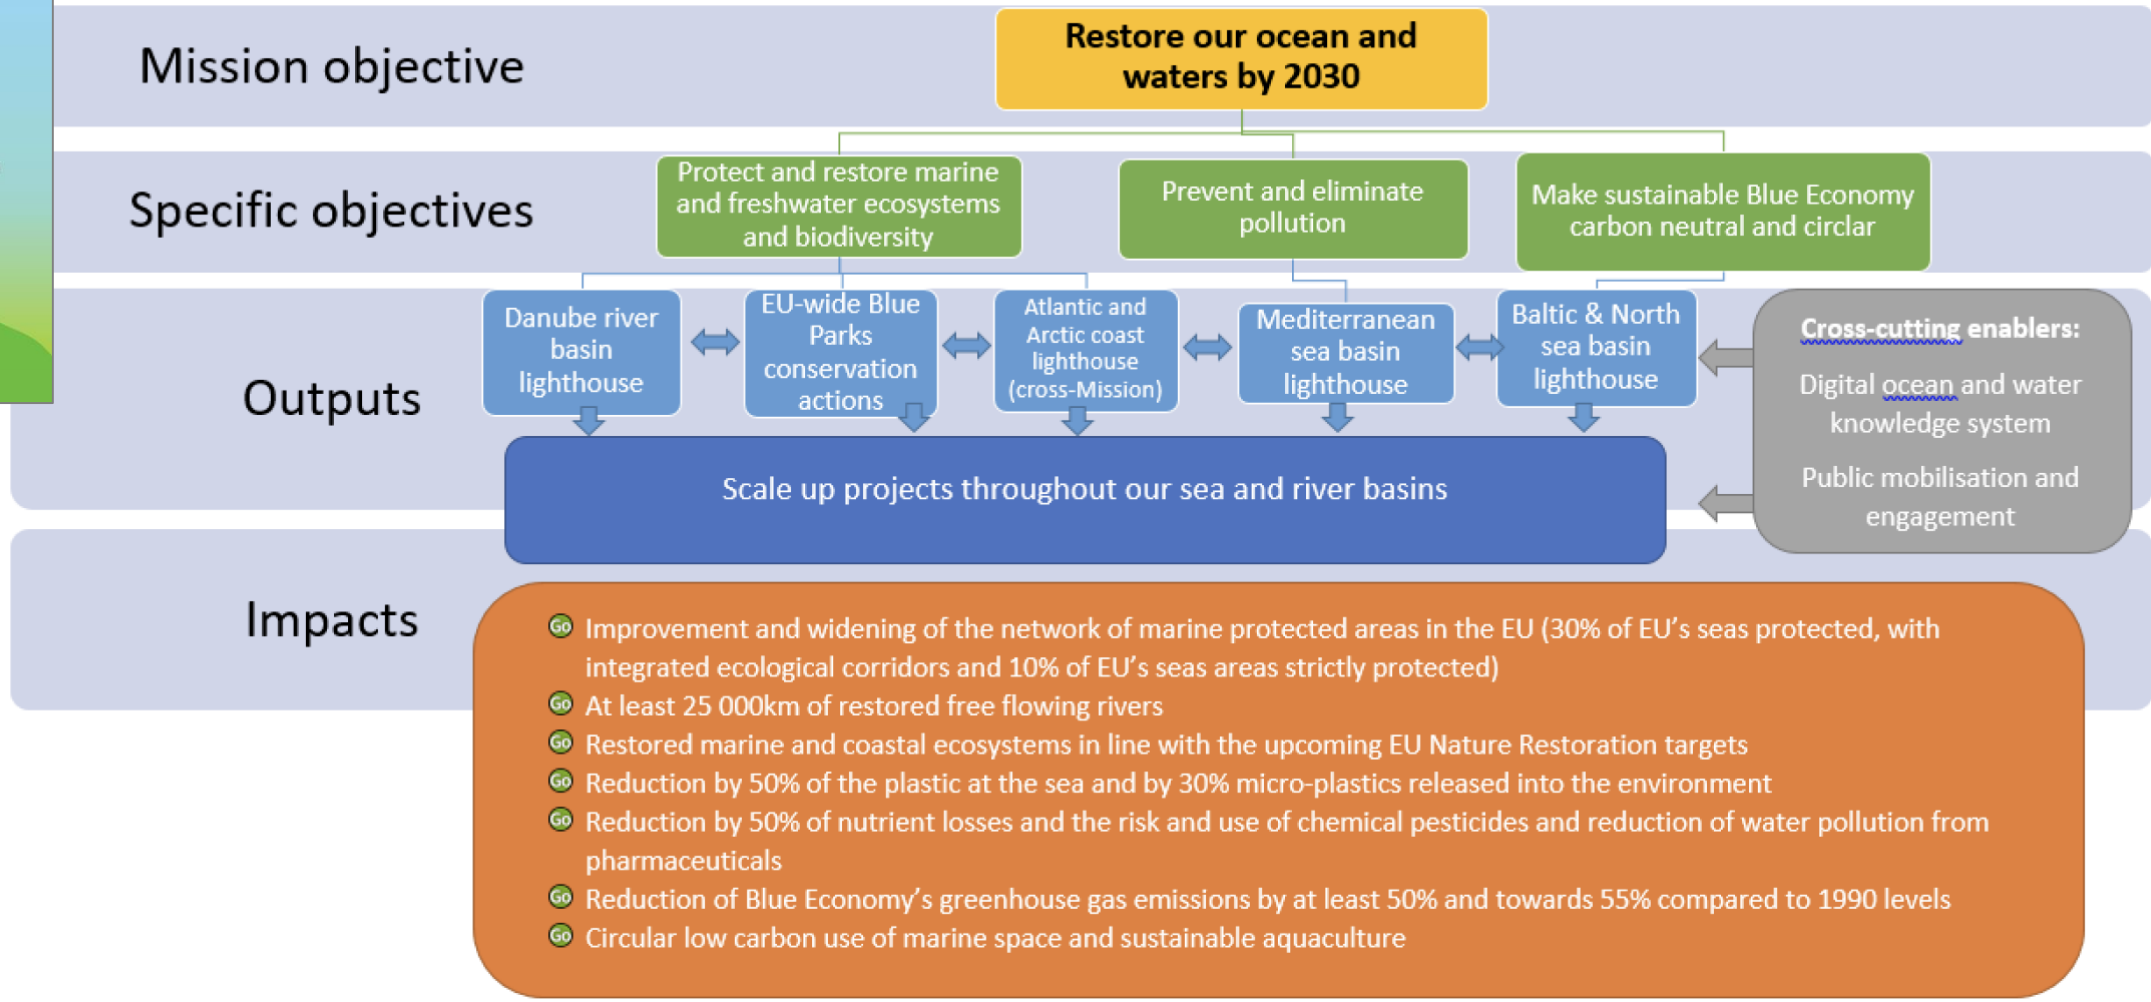 Mission objective
Restore our ocean and
waters by 2030
Specific objectives
Protect and restore marine
and freshwater ecosystems
and biodiversity
Prevent and eliminate
pollution
Make sustainable Blue Economy
carbon neutral and circlar
Outputs
Danube river
basin
lighthouse
EU-wide Blue
Parks
conservation
actions
Atlantic and
Arctic coast
lighthouse
(cross-Mission)
Mediterranean
sea basin
lighthouse
Baltic & North
sea basin
lighthouse
Cross-cutting enablers:
Digital ocean and water
knowledge system
Public mobilisation and
engagement
Scale up projects throughout our sea and river basins
Impacts
Go Improvement and widening of the network of marine protected areas in the EU (30% of EU's seas protected, with
integrated ecological corridors and 10% of EU's seas areas strictly protected)
Go At least 25 000km of restored free flowing rivers
Go Restored marine and coastal ecosystems in line with the upcoming EU Nature Restoration targets
Go Reduction by 50% of the plastic at the sea and by 30% micro-plastics released into the environment
Go Reduction by 50% of nutrient losses and the risk and use of chemical pesticides and reduction of water pollution from
pharmaceuticals
Go Reduction of Blue Economy's greenhouse gas emissions by at least 50% and towards 55% compared to 1990 levels
Go Circular low carbon use of marine space and sustainable aquaculture